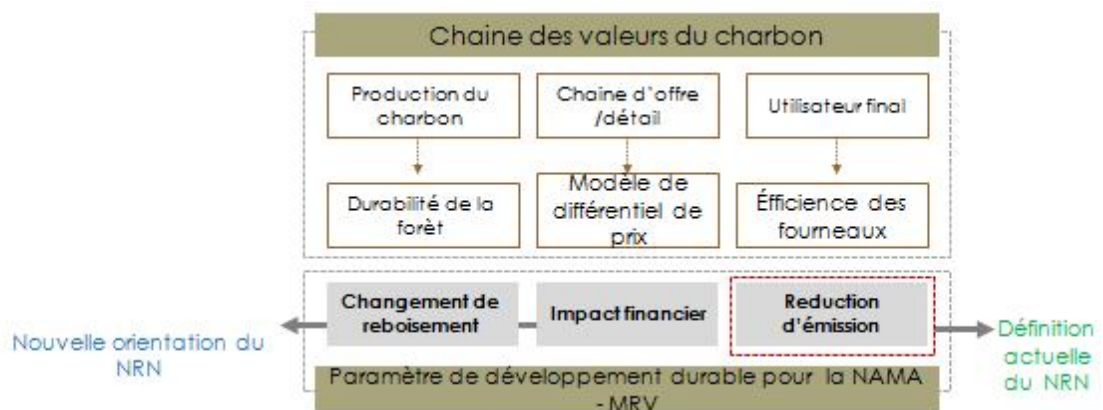 Chaine des valeurs du charbon
Production du
charbon
Chaine d'offre
/détail
Utilisateur final
Durabilité de la
forèt
Modèle de
différentiel de
prix
Éfficience des
fourneaux
Changement de
reboisement
Impact financier
Reduction
d'émission
Nouvelle orientation du
NRN
Définition
actuelle
du NRN
Paramètre de développement durable pour la NAMA
- MRV